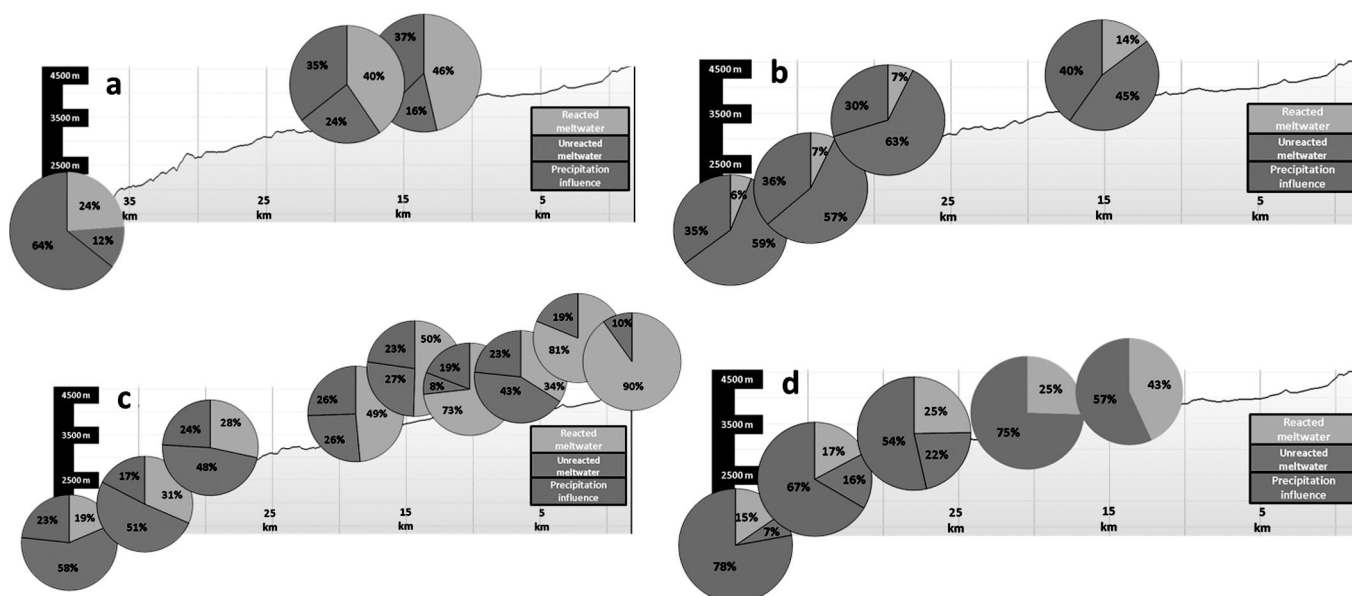 a
4500 m
3500 m
2500 m
35%
40%
24%
37%
46%
16%
24%
64%
12%
Reacted
meltwater
Unreacted
meltwater
Precipitation
influence
35
km
25
km
15
km
5
km
b
4500 m
3500 m
2500 m
40%
14%
45%
7%
30%
63%
7%
36%
57%
6%
35%
59%
Reacted
meltwater
Unreacted
meltwater
Precipitation
influence
25
km
15
km
5
km
c
4500 m
3500 m
2500 m
23%
19%
58%
17%
31%
51%
24%
28%
48%
26%
49%
26%
23%
50%
27%
19%
8%
73%
23%
34%
43%
19%
81%
10%
90%
Reacted
meltwater
Unreacted
meltwater
Precipitation
influence
25
km
15
km
5
km
d
4500 m
3500 m
2500 m
15%
7%
78%
17%
67%
16%
25%
54%
22%
25%
75%
43%
57%
Reacted
meltwater
Unreacted
meltwater
Precipitation
influence
25
km
15
km
5
km